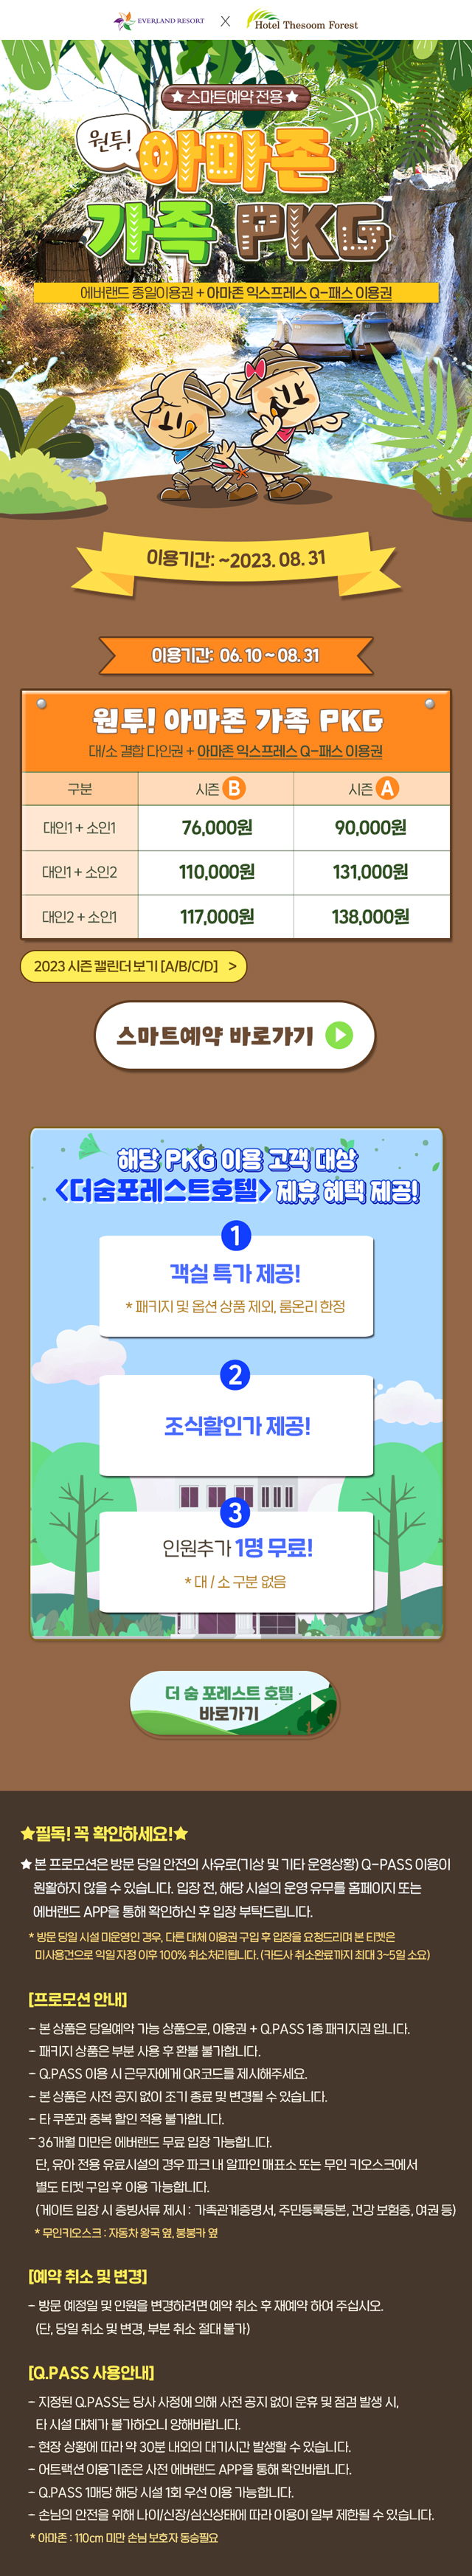 EVERLAND RESORT X Hotel Thesoom Forest
★ 스마트예약 전용 ★
원투! 아마존
가족 PKG
에버랜드 종일이용권 + 아마존 익스프레스 Q-패스 이용권
이용기간: ~2023. 08. 31
이용기간: 06. 10 ~ 08. 31
원투! 아마존 가족 PKG
대/소 결합 다인권 + 아마존 익스프레스 Q-패스 이용권
구분 시즌 B 시즌 A
대인1 + 소인1 76,000원 90,000원
대인1 + 소인2 110,000원 131,000원
대인2 + 소인1 117,000원 138,000원
2023 시즌 캘린더 보기 [A/B/C/D] >
스마트예약 바로가기
해당 PKG 이용 고객 대상
<더숨포레스트호텔> 제휴 혜택 제공!
1
객실 특가 제공!
* 패키지 및 옵션 상품 제외, 룸온리 한정
2
조식할인가 제공!
3
인원추가 1명 무료!
* 대 / 소 구분 없음
더 숨 포레스트 호텔
바로가기
★필독! 꼭 확인하세요!★
★ 본 프로모션은 방문 당일 안전의 사유로(기상 및 기타 운영상황) Q-PASS 이용이
원활하지 않을 수 있습니다. 입장 전, 해당 시설의 운영 유무를 홈페이지 또는
에버랜드 APP을 통해 확인하신 후 입장 부탁드립니다.
* 방문 당일 시설 미운영인 경우, 다른 대체 이용권 구입 후 입장을 요청드리며 본 티켓은
미사용건으로 익일 자정 이후 100% 취소처리됩니다. (카드사 취소완료까지 최대 3~5일 소요)
[프로모션 안내]
- 본 상품은 당일예약 가능 상품으로, 이용권 + Q.PASS 1종 패키지권 입니다.
- 패키지 상품은 부분 사용 후 환불 불가합니다.
- Q.PASS 이용 시 근무자에게 QR코드를 제시해주세요.
- 본 상품은 사전 공지 없이 조기 종료 및 변경될 수 있습니다.
- 타 쿠폰과 중복 할인 적용 불가합니다.
- 36개월 미만은 에버랜드 무료 입장 가능합니다.
단, 유아 전용 유료시설의 경우 파크 내 알파인 매표소 또는 무인 키오스크에서
별도 티켓 구입 후 이용 가능합니다.
(게이트 입장 시 증빙서류 제시 : 가족관계증명서, 주민등록등본, 건강 보험증, 여권 등)
* 무인키오스크 : 자동차 왕국 옆, 붕붕카 옆
[예약 취소 및 변경]
- 방문 예정일 및 인원을 변경하려면 예약 취소 후 재예약 하여 주십시오.
(단, 당일 취소 및 변경, 부분 취소 절대 불가)
[Q.PASS 사용안내]
- 지정된 Q.PASS는 당사 사정에 의해 사전 공지 없이 운휴 및 점검 발생 시,
타 시설 대체가 불가하오니 양해바랍니다.
- 현장 상황에 따라 약 30분 내외의 대기시간 발생할 수 있습니다.
- 어트랙션 이용기준은 사전 에버랜드 APP을 통해 확인바랍니다.
- Q.PASS 1매당 해당 시설 1회 우선 이용 가능합니다.
- 손님의 안전을 위해 나이/신장/심신상태에 따라 이용이 일부 제한될 수 있습니다.
* 아마존 : 110cm 미만 손님 보호자 동승필요